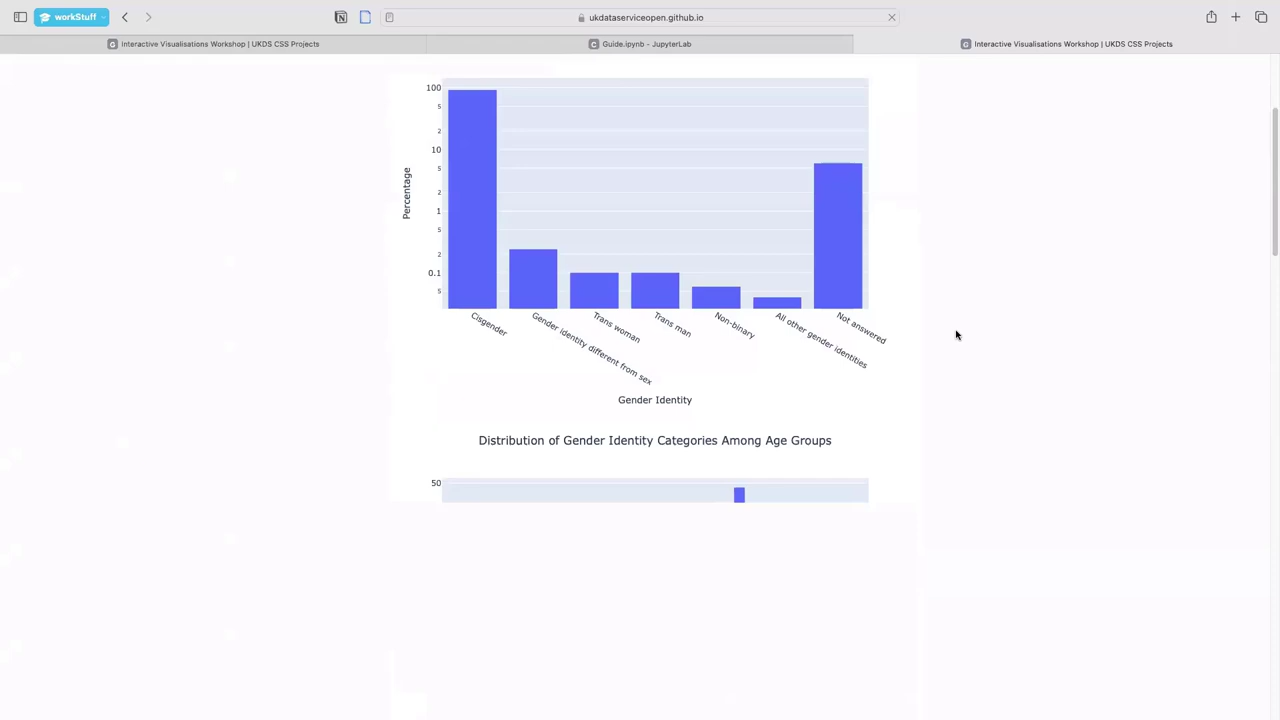 workStuff
ukdataserviceopen.github.io
Interactive Visualisations Workshop | UKDS CSS Projects
Guide.ipynb - JupyterLab
Interactive Visualisations Workshop | UKDS CSS Projects
100
5
2
10
5
2
1
5
2
0.1
5
Percentage
Cisgender
Gender identity different from sex
Trans woman
Trans man
Non-binary
All other gender identities
Not answered
Gender Identity
Distribution of Gender Identity Categories Among Age Groups
50